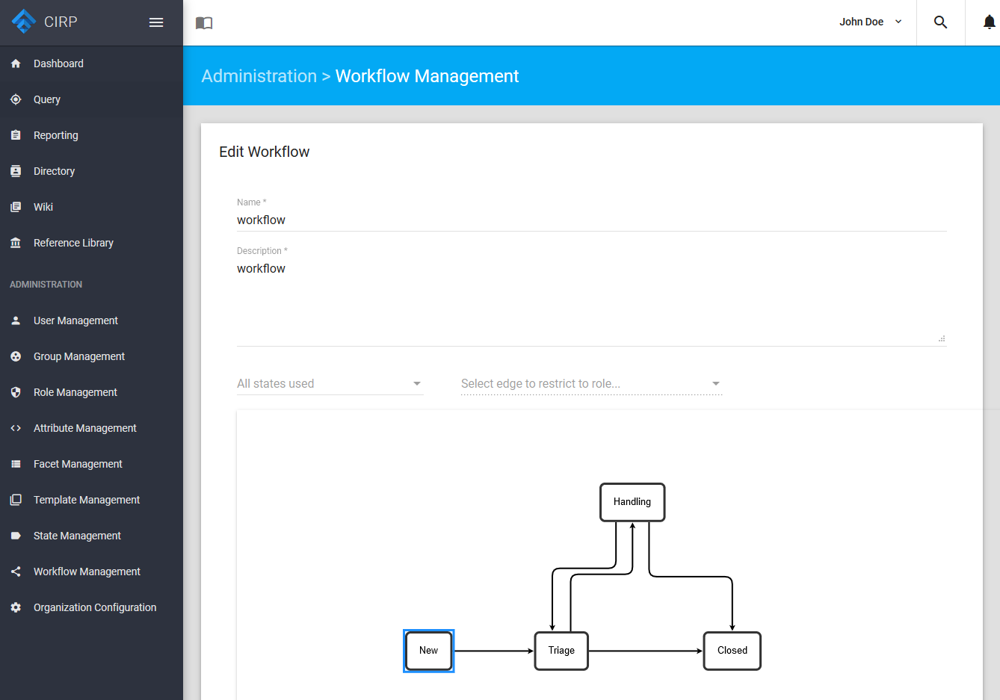 CIRP
John Doe
Dashboard
Query
Reporting
Directory
Wiki
Reference Library
ADMINISTRATION
User Management
Group Management
Role Management
Attribute Management
Facet Management
Template Management
State Management
Workflow Management
Organization Configuration
Administration > Workflow Management
Edit Workflow
Name *
workflow
Description *
workflow
All states used
Select edge to restrict to role...
Handling
New
Triage
Closed